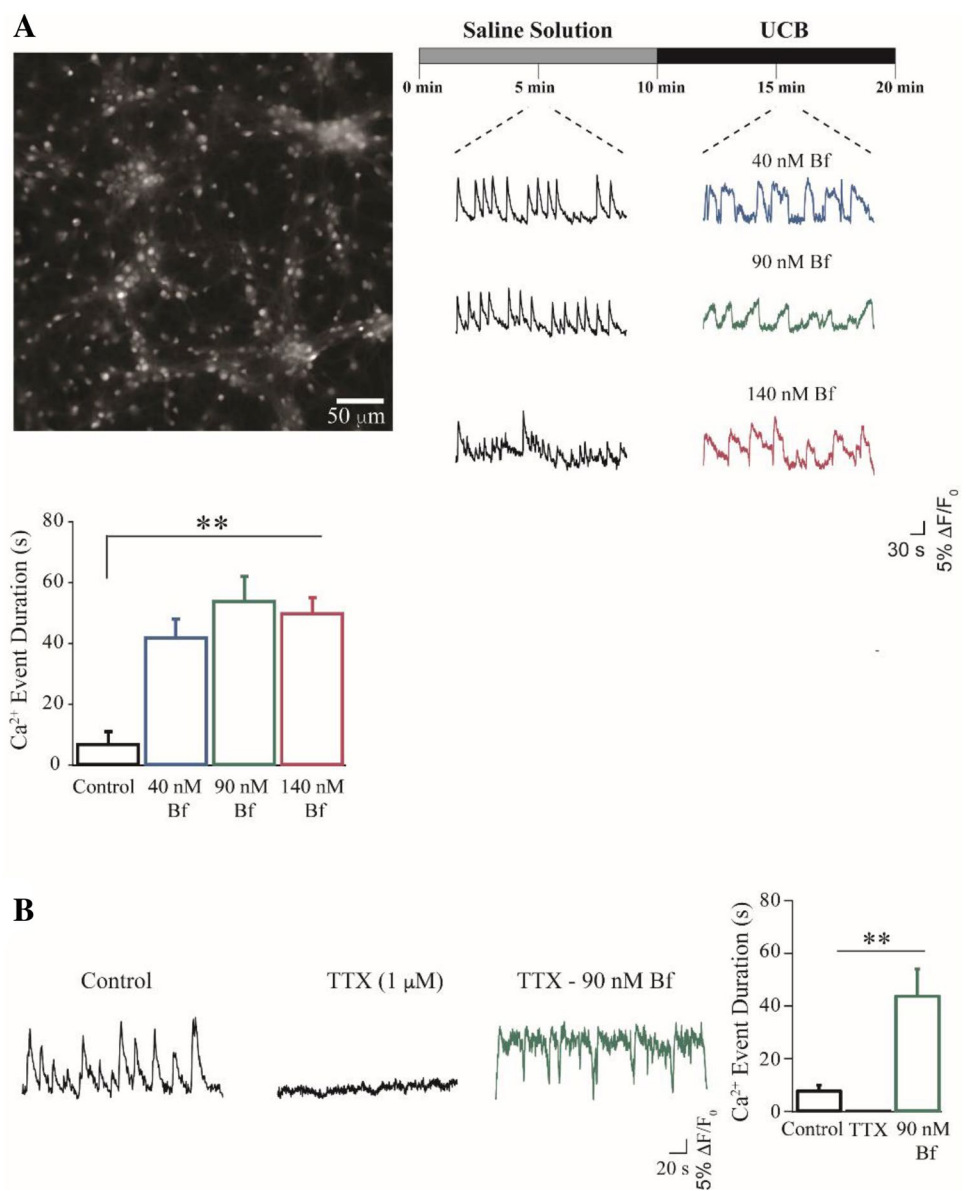 A
Saline Solution UCB
0 min 5 min 10 min 15 min 20 min
50 μm
40 nM Bf
90 nM Bf
140 nM Bf
30 s
5% ΔF/F0
Ca2+ Event Duration (s)
80
60
40
20
0
**
Control 40 nM Bf 90 nM Bf 140 nM Bf
B
Control TTX (1 μM) TTX - 90 nM Bf
20 s
5% ΔF/F0
Ca2+ Event Duration (s)
80
60
40
20
0
**
Control TTX 90 nM Bf